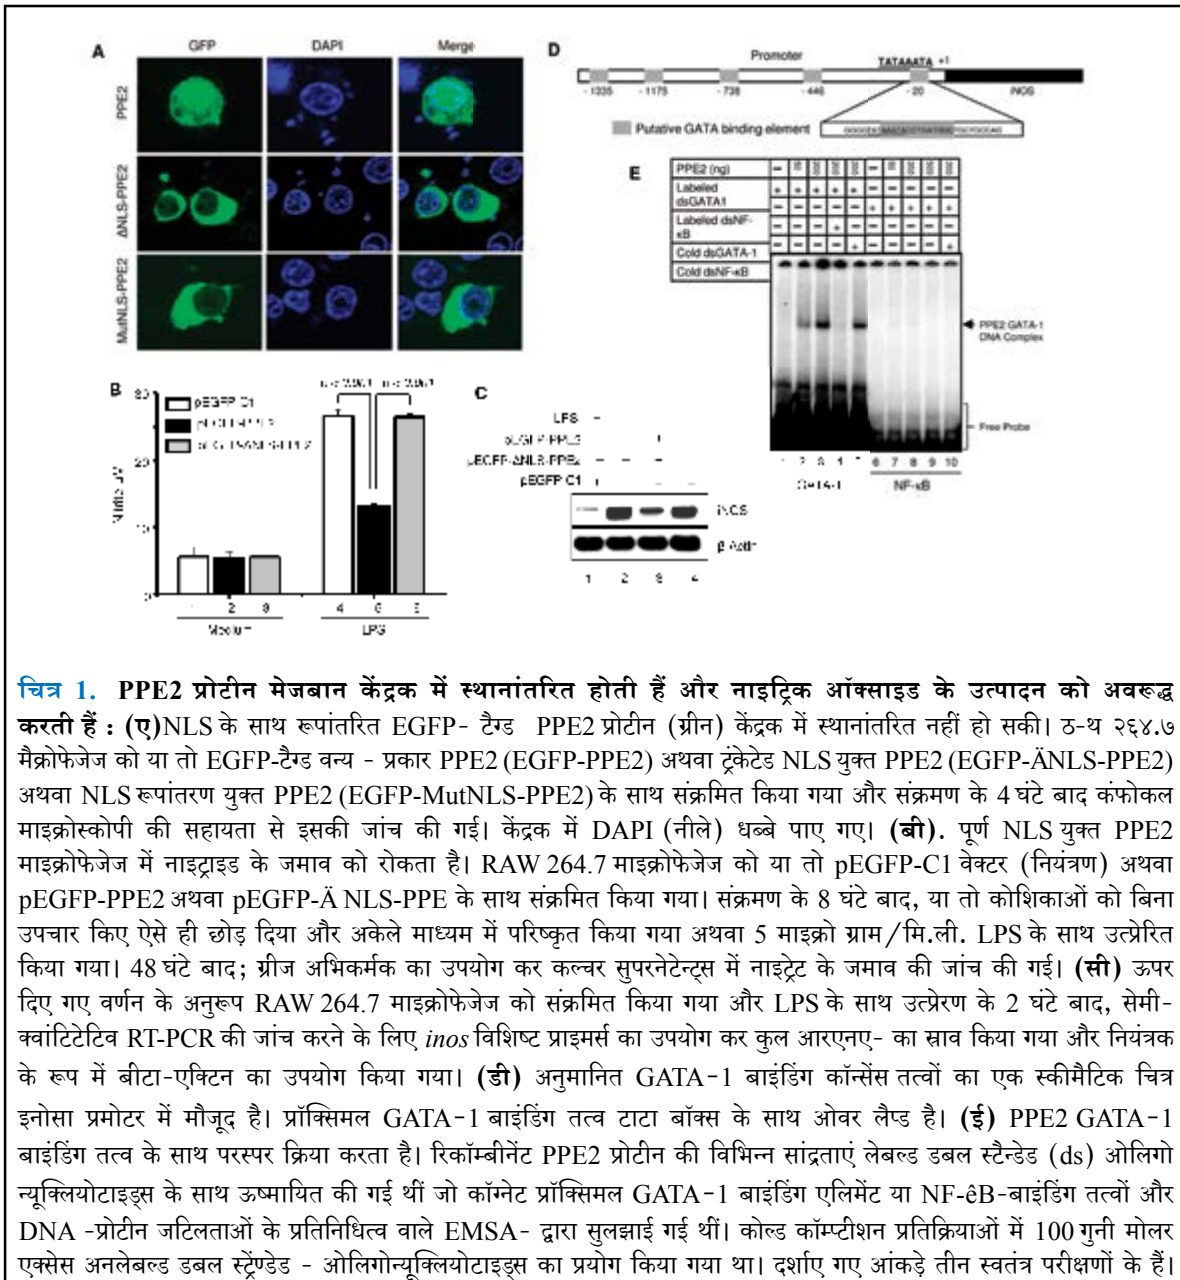 A
GFP DAPI Merge
PPE2
ΔNLS-PPE2
MutNLS-PPE2
B
pEGFP C1
20
10
0
2
4
Medium
LPS
C
LPS
pEGFP-ΔNLS-PPE2
pEGFP C1
iNOS
β Actin
1 2 3 4
D
Promoter
TATAAATA +1
- 1335 - 1175 - 738 - 446 - 20 iNOS
Putative GATA binding element
E
PPE2 (ng) – 50 – 50
Labeled
dsGATA1
Labeled dsNF-
κB
Cold dsGATA-1
Cold dsNF-κB
PPE2 GATA-1
DNA Complex
Free Probe
6 7 8 9 10
GATA-1 NF-κB
चित्र 1. PPE2 प्रोटीन मेजबान केंद्रक में स्थानांतरित होती हैं और नाइट्रिक ऑक्साइड के उत्पादन को अवरूद्ध
करती हैं : (ए)NLS के साथ रूपांतरित EGFP- टैग्ड PPE2 प्रोटीन (ग्रीन) केंद्रक में स्थानांतरित नहीं हो सकी। ठ-थ २६४.७
मैक्रोफेजेज को या तो EGFP-टैग्ड वन्य - प्रकार PPE2 (EGFP-PPE2) अथवा ट्रंकेटेड NLS युक्त PPE2 (EGFP-ÄNLS-PPE2)
अथवा NLS रूपांतरण युक्त PPE2 (EGFP-MutNLS-PPE2) के साथ संक्रमित किया गया और संक्रमण के 4 घंटे बाद कंफोकल
माइक्रोस्कोपी की सहायता से इसकी जांच की गई। केंद्रक में DAPI (नीले) धब्बे पाए गए। (बी). पूर्ण NLS युक्त PPE2
माइक्रोफेजेज में नाइट्राइड के जमाव को रोकता है। RAW 264.7 माइक्रोफेजेज को या तो pEGFP-C1 वेक्टर (नियंत्रण) अथवा
pEGFP-PPE2 अथवा pEGFP-Ä NLS-PPE के साथ संक्रमित किया गया। संक्रमण के 8 घंटे बाद, या तो कोशिकाओं को बिना
उपचार किए ऐसे ही छोड़ दिया और अकेले माध्यम में परिष्कृत किया गया अथवा 5 माइक्रो ग्राम/मि.ली. LPS के साथ उत्प्रेरित
किया गया। 48 घंटे बाद; ग्रीज अभिकर्मक का उपयोग कर कल्चर सुपरनेटेन्ट्स में नाइट्रेट के जमाव की जांच की गई। (सी) ऊपर
दिए गए वर्णन के अनुरूप RAW 264.7 माइक्रोफेजेज को संक्रमित किया गया और LPS के साथ उत्प्रेरण के 2 घंटे बाद, सेमी-
क्वांटिटेटिव RT-PCR की जांच करने के लिए inos विशिष्ट प्राइमर्स का उपयोग कर कुल आरएनए- का स्राव किया गया और नियंत्रक
के रूप में बीटा-एक्टिन का उपयोग किया गया। (डी) अनुमानित GATA-1 बाइंडिंग कॉन्सेंस तत्वों का एक स्कीमैटिक चित्र
इनोसा प्रमोटर में मौजूद है। प्रॉक्सिमल GATA-1 बाइंडिंग तत्व टाटा बॉक्स के साथ ओवर लैप्ड है। (ई) PPE2 GATA-1
बाइंडिंग तत्व के साथ परस्पर क्रिया करता है। रिकॉम्बीनेंट PPE2 प्रोटीन की विभिन्न सांद्रताएं लेबल्ड डबल स्टैन्डेड (ds) ओलिगो
न्यूक्लियोटाइड्स के साथ ऊष्मायित की गई थीं जो कॉग्नेट प्रॉक्सिमल GATA-1 बाइंडिंग एलिमेंट या NF-êB-बाइंडिंग तत्वों और
DNA -प्रोटीन जटिलताओं के प्रतिनिधित्व वाले EMSA- द्वारा सुलझाई गई थीं। कोल्ड कॉम्प्टीशन प्रतिक्रियाओं में 100 गुनी मोलर
एक्सेस अनलेबल्ड डबल स्ट्रेण्डेड - ओलिगोन्यूक्लियोटाइड्स का प्रयोग किया गया था। दर्शाए गए आंकड़े तीन स्वतंत्र परीक्षणों के हैं।